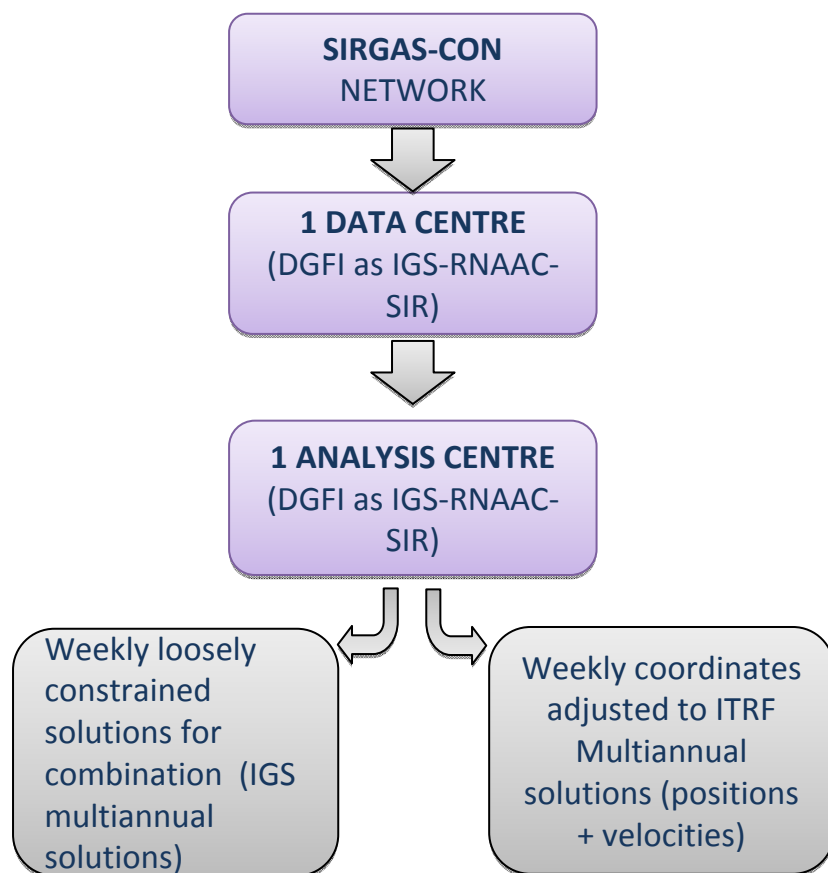 SIRGAS-CON
NETWORK
1 DATA CENTRE
(DGFI as IGS-RNAAC-
SIR)
1 ANALYSIS CENTRE
(DGFI as IGS-RNAAC-
SIR)
Weekly loosely
constrained
solutions for
combination (IGS
multiannual
solutions)
Weekly coordinates
adjusted to ITRF
Multiannual
solutions (positions
+ velocities)